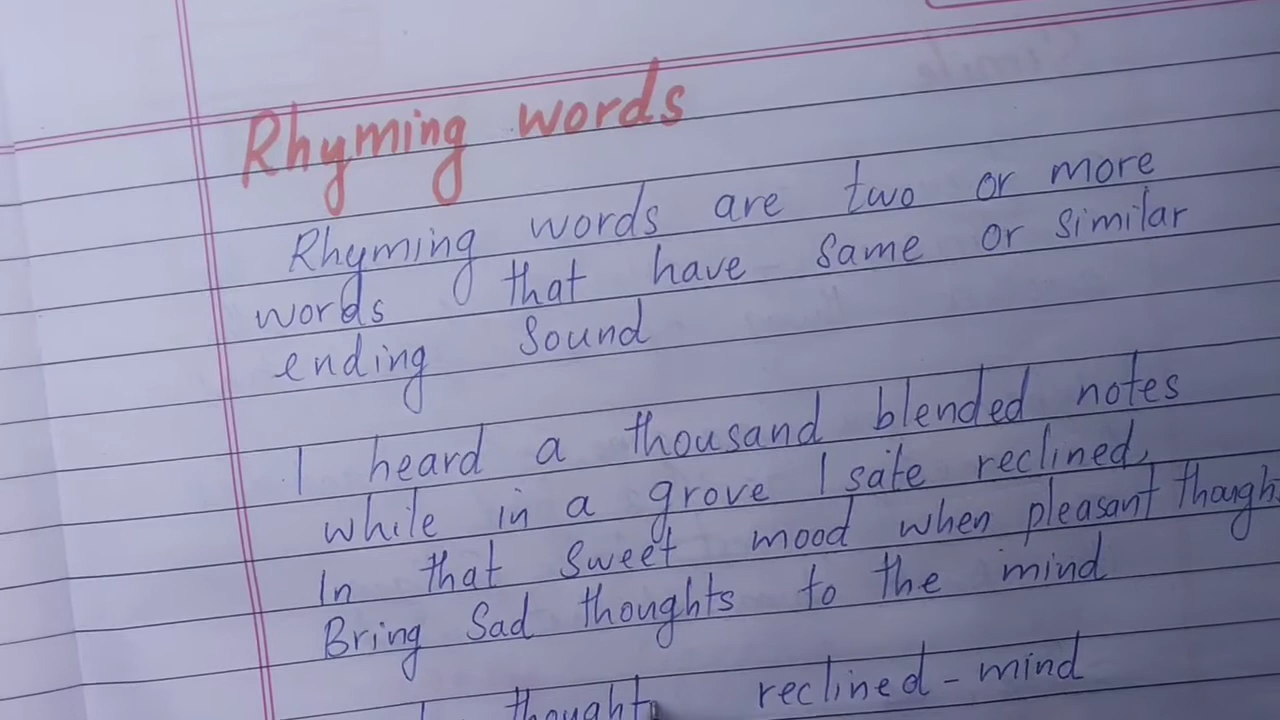 Rhyming words
Rhyming words are two or more
words that have same or similar
ending sound
I heard a thousand blended notes
while in a grove I sate reclined,
In that sweet mood when pleasant though
Bring Sad thoughts to the mind
thought reclined - mind